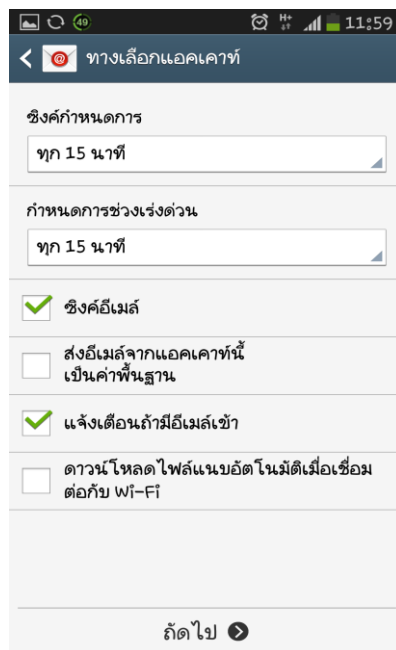 49 H+ 11:59
ทางเลือกแอคเคาท์
ซิงค์กำหนดการ
ทุก 15 นาที
กำหนดการช่วงเร่งด่วน
ทุก 15 นาที
ซิงค์อีเมล์
ส่งอีเมล์จากแอคเคาท์นี้
เป็นค่าพื้นฐาน
แจ้งเตือนถ้ามีอีเมล์เข้า
ดาวน์โหลดไฟล์แนบอัตโนมัติเมื่อเชื่อม
ต่อกับ Wi-Fi
ถัดไป